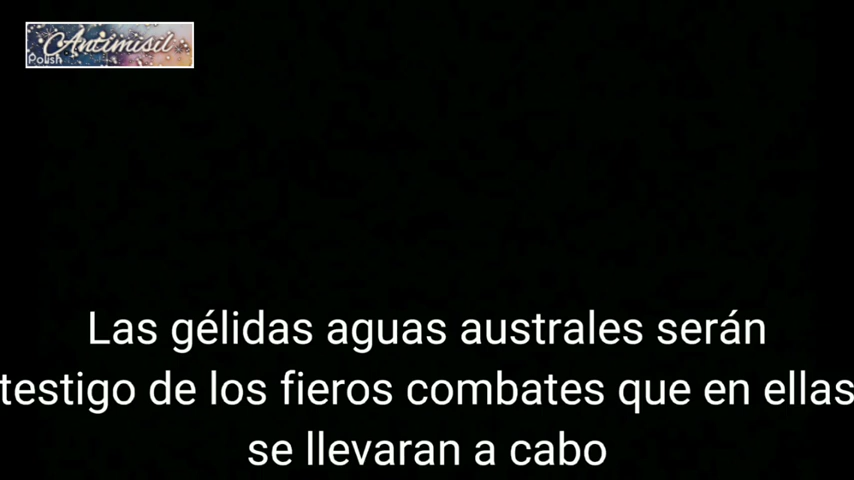 Antimisil
Polish
Las gélidas aguas australes serán
testigo de los fieros combates que en ellas
se llevaran a cabo